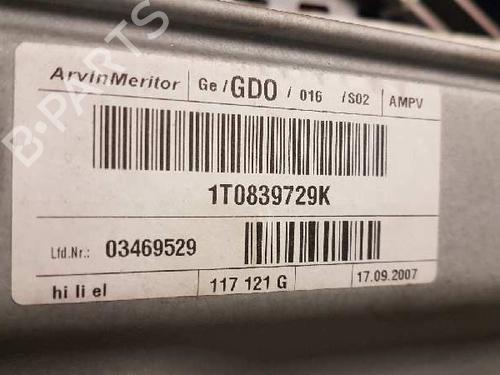 ArvinMeritor Ge / GDO / 016 / S02 AMPV
1T0839729K
Lfd.Nr.: 03469529
hi li el 117 121 G 17.09.2007
B-PARTS